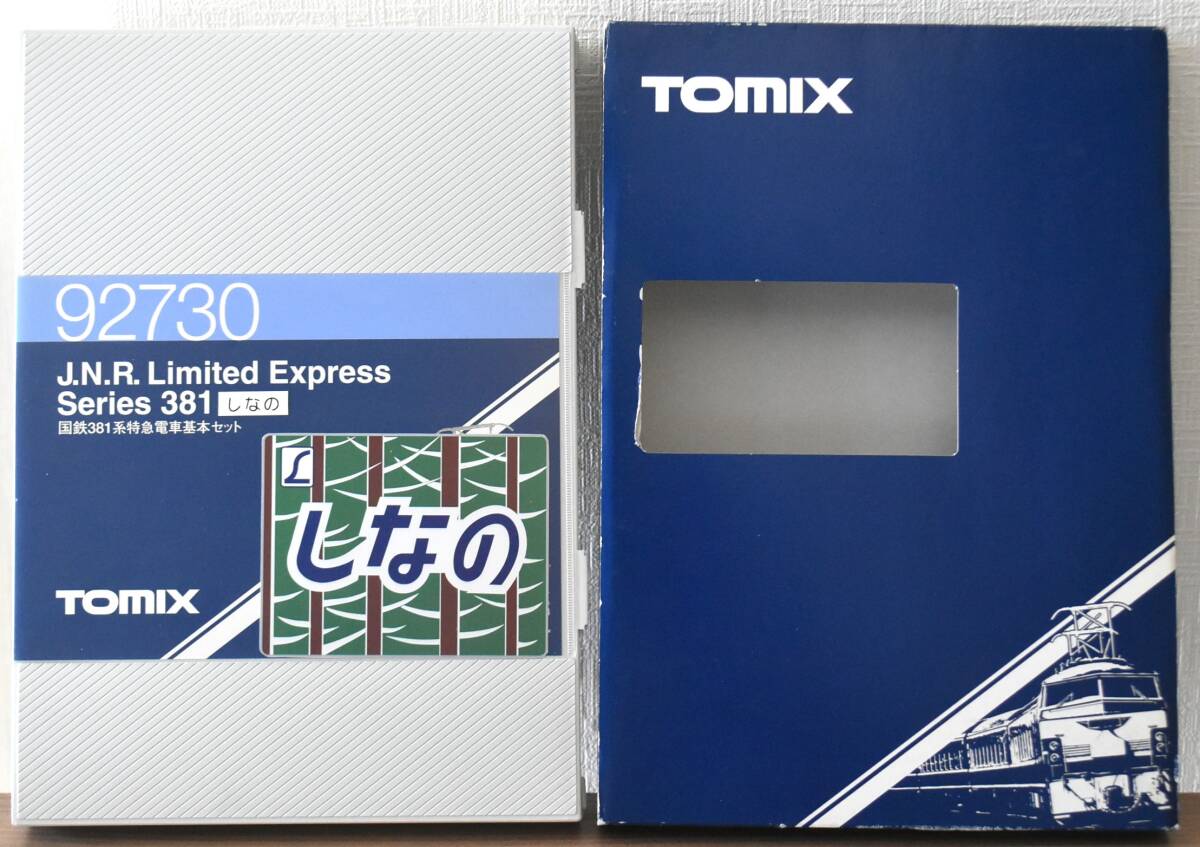 92730
J.N.R. Limited Express
Series 381 しなの
国鉄381系特急電車基本セット
L
しなの
TOMIX
TOMIX